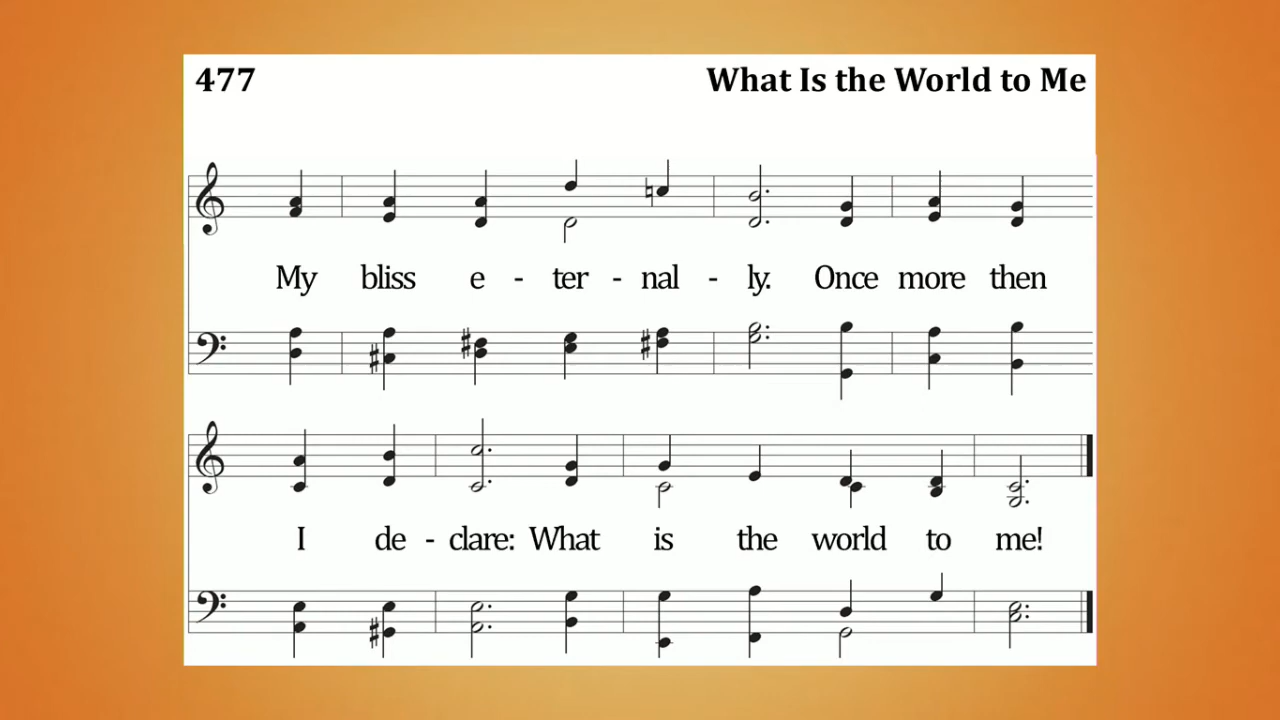 477 What Is the World to Me
My bliss e - ter - nal - ly. Once more then
I de - clare: What is the world to me!